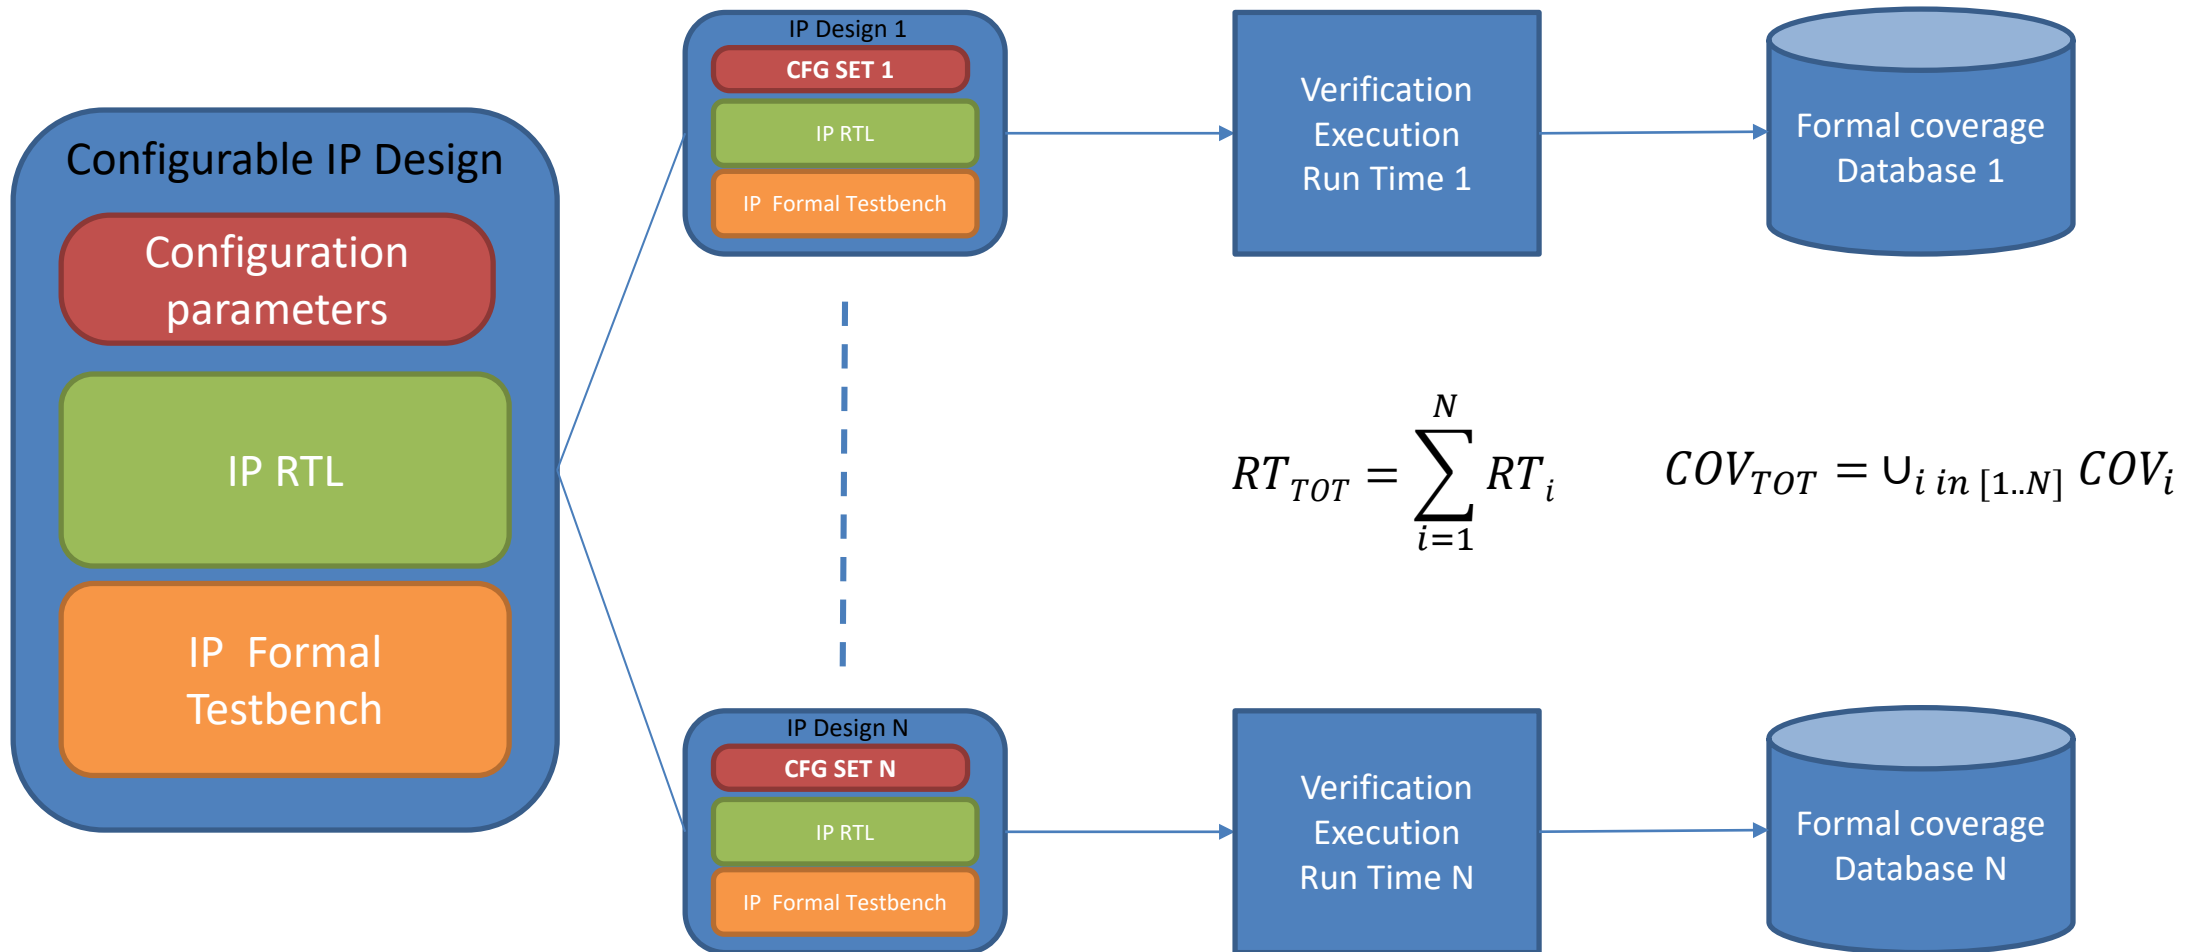 Configurable IP Design
Configuration
parameters
IP RTL
IP  Formal
Testbench
IP Design 1
CFG SET 1
IP RTL
IP  Formal Testbench
Verification
Execution
Run Time 1
Formal coverage
Database 1
RT_TOT = ∑_{i=1}^{N} RT_i
COV_TOT = ∪_{i in [1..N]} COV_i
IP Design N
CFG SET N
IP RTL
IP  Formal Testbench
Verification
Execution
Run Time N
Formal coverage
Database N